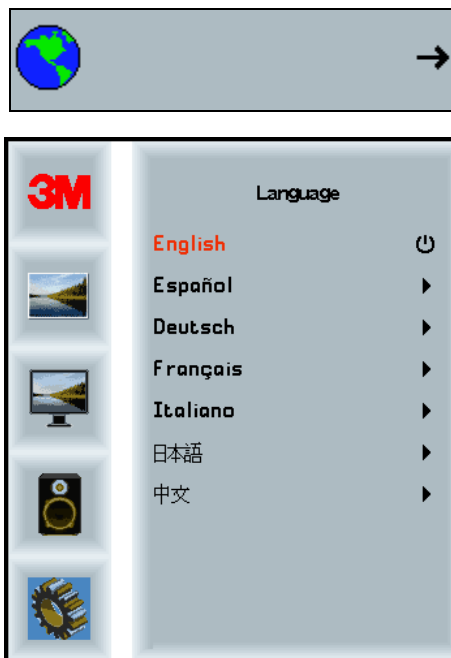 3M
Language
English
Español
Deutsch
Français
Italiano
日本語
中文